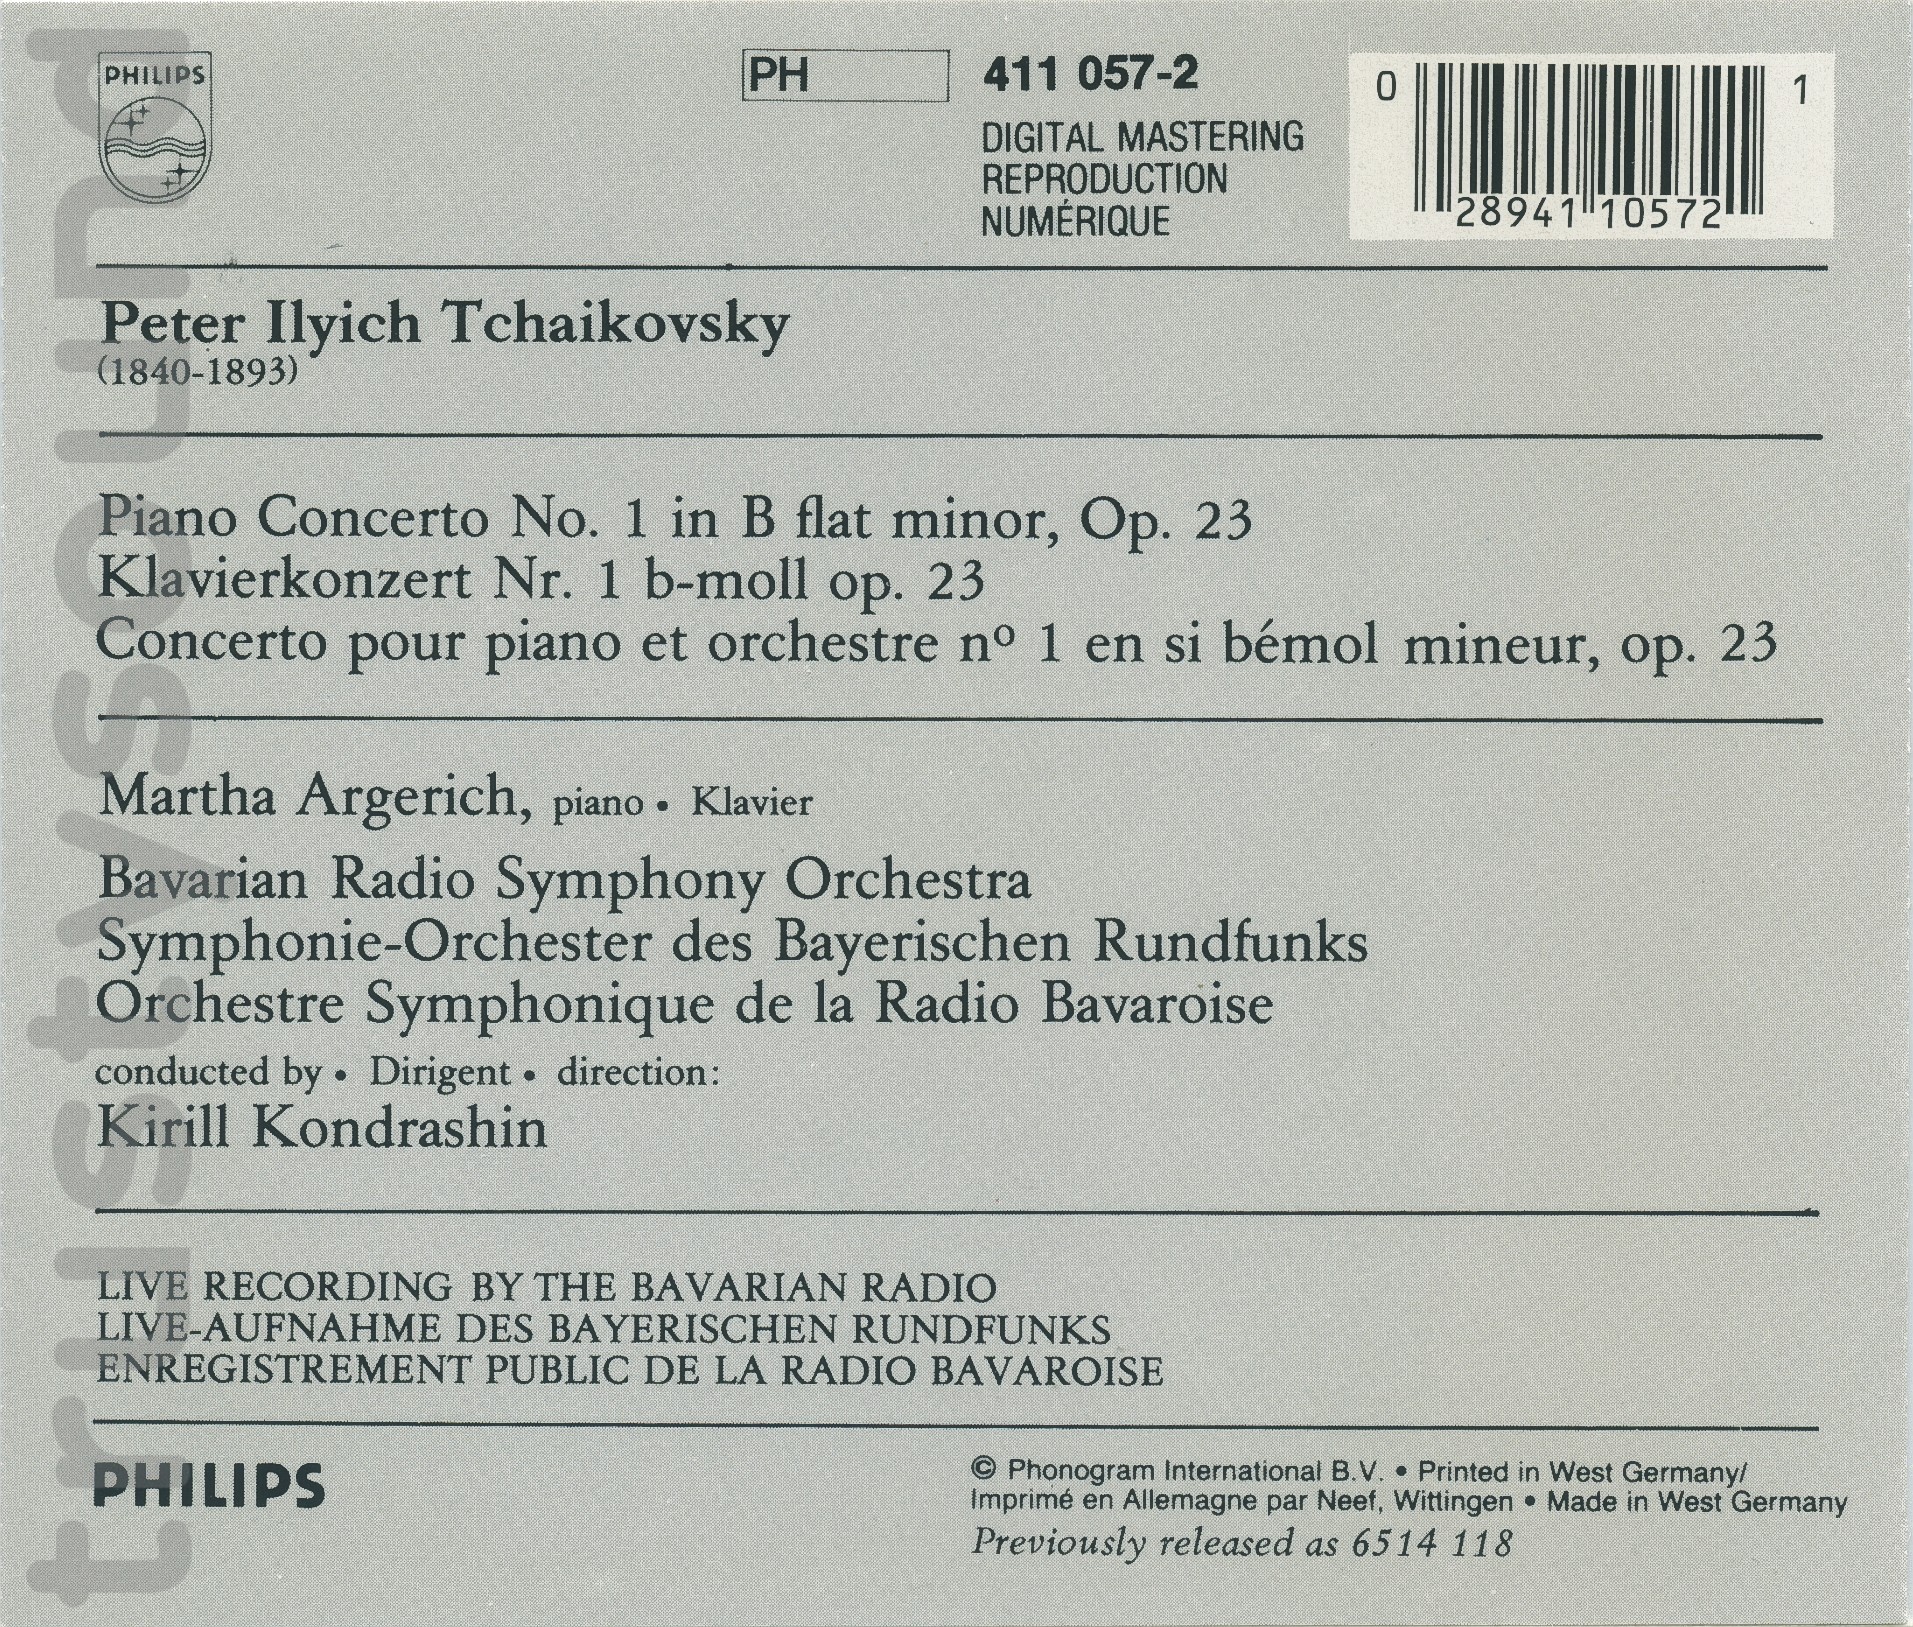 PHILIPS
PH
411 057-2
DIGITAL MASTERING
REPRODUCTION
NUMÉRIQUE
0 28941 10572 1
Peter Ilyich Tchaikovsky
(1840-1893)
Piano Concerto No. 1 in B flat minor, Op. 23
Klavierkonzert Nr. 1 b-moll op. 23
Concerto pour piano et orchestre nº 1 en si bémol mineur, op. 23
Martha Argerich, piano • Klavier
Bavarian Radio Symphony Orchestra
Symphonie-Orchester des Bayerischen Rundfunks
Orchestre Symphonique de la Radio Bavaroise
conducted by • Dirigent • direction:
Kirill Kondrashin
LIVE RECORDING BY THE BAVARIAN RADIO
LIVE-AUFNAHME DES BAYERISCHEN RUNDFUNKS
ENREGISTREMENT PUBLIC DE LA RADIO BAVAROISE
PHILIPS
© Phonogram International B.V. • Printed in West Germany/
Imprimé en Allemagne par Neef, Wittingen • Made in West Germany
Previously released as 6514 118
tristysound